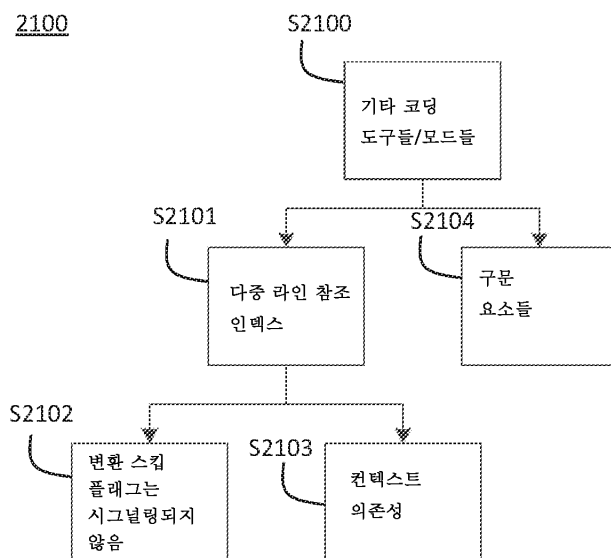 2100
S2100
기타 코딩
도구들/모드들
S2101
다중 라인 참조
인덱스
S2104
구문
요소들
S2102
변환 스킵
플래그는
시그널링되지
않음
S2103
컨텍스트
의존성